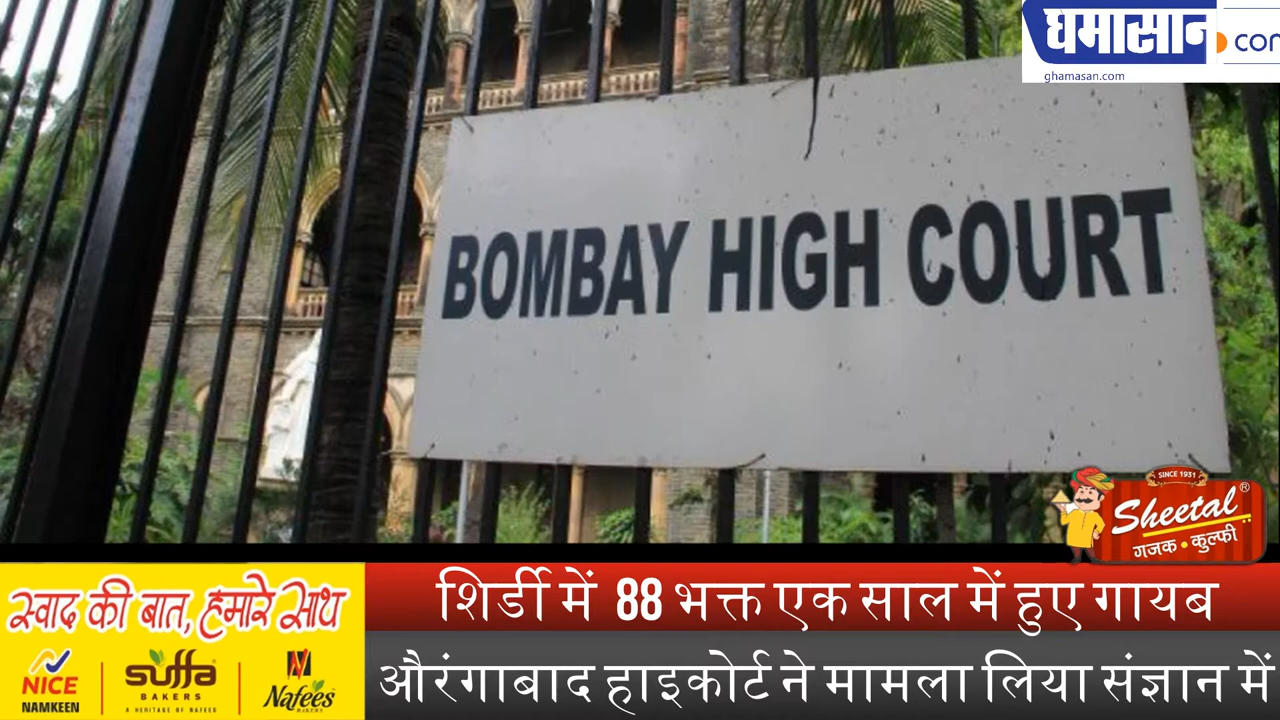 घमासान.com
ghamasan.com
BOMBAY HIGH COURT
SINCE 1931
Sheetal®
गजक • कुल्फी
स्वाद की बात, हमारे साथ
NICE
NAMKEEN
suffa
BAKERS
A HERITAGE OF NAFEES
Nafees
BAKERY
शिर्डी में 88 भक्त एक साल में हुए गायब
औरंगाबाद हाइकोर्ट ने मामला लिया संज्ञान में